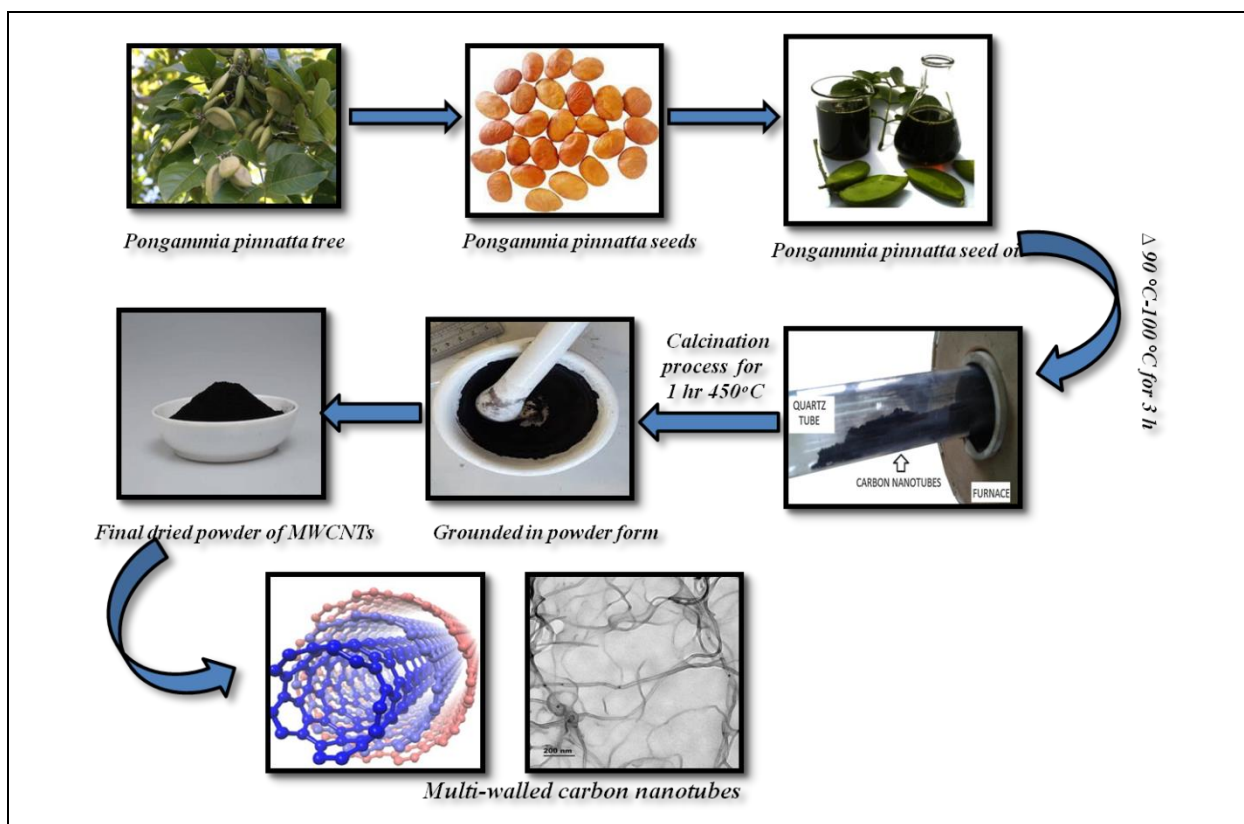 Pongammia pinnatta tree
Pongammia pinnatta seeds
Pongammia pinnatta seed oil
Δ 90 °C-100 °C for 3 h
QUARTZ
TUBE
CARBON NANOTUBES
FURNACE
Calcination
process for
1 hr 450°C
Grounded in powder form
Final dried powder of MWCNTs
200 nm
Multi-walled carbon nanotubes